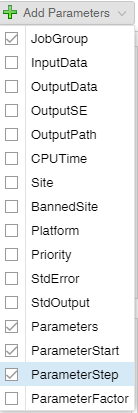 Add Parameters
JobGroup
InputData
OutputData
OutputSE
OutputPath
CPUTime
Site
BannedSite
Platform
Priority
StdError
StdOutput
Parameters
ParameterStart
ParameterStep
ParameterFactor